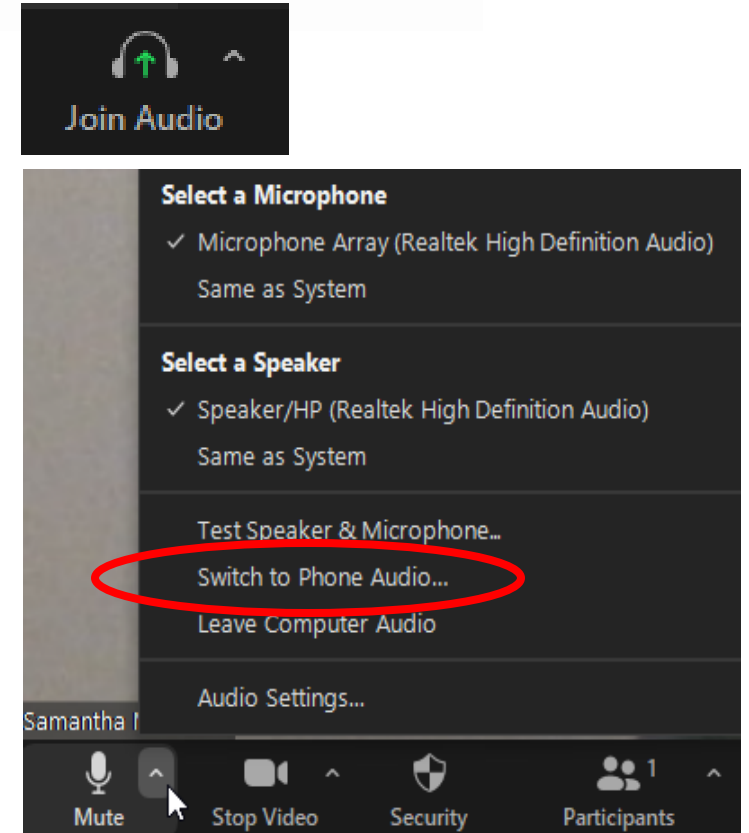 Join Audio
Select a Microphone
Microphone Array (Realtek High Definition Audio)
Same as System
Select a Speaker
Speaker/HP (Realtek High Definition Audio)
Same as System
Test Speaker & Microphone...
Switch to Phone Audio...
Leave Computer Audio
Audio Settings...
Samantha
1
Mute Stop Video Security Participants